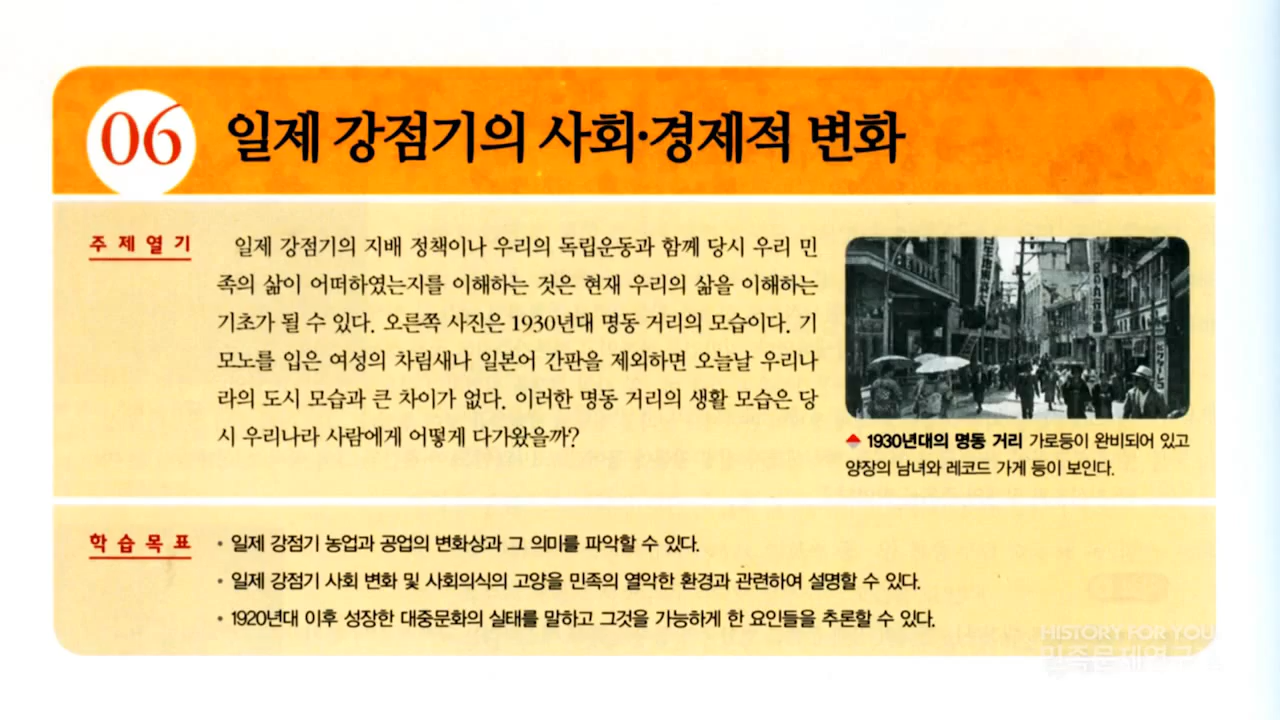 06
일제 강점기의 사회·경제적 변화
주제열기
일제 강점기의 지배 정책이나 우리의 독립운동과 함께 당시 우리 민
족의 삶이 어떠하였는지를 이해하는 것은 현재 우리의 삶을 이해하는
기초가 될 수 있다. 오른쪽 사진은 1930년대 명동 거리의 모습이다. 기
모노를 입은 여성의 차림새나 일본어 간판을 제외하면 오늘날 우리나
라의 도시 모습과 큰 차이가 없다. 이러한 명동 거리의 생활 모습은 당
시 우리나라 사람에게 어떻게 다가왔을까?
1930년대의 명동 거리 가로등이 완비되어 있고
양장의 남녀와 레코드 가게 등이 보인다.
학습목표
• 일제 강점기 농업과 공업의 변화상과 그 의미를 파악할 수 있다.
• 일제 강점기 사회 변화 및 사회의식의 고양을 민족의 열악한 환경과 관련하여 설명할 수 있다.
• 1920년대 이후 성장한 대중문화의 실태를 말하고 그것을 가능하게 한 요인들을 추론할 수 있다.
HISTORY FOR YOU
민족문제연구소